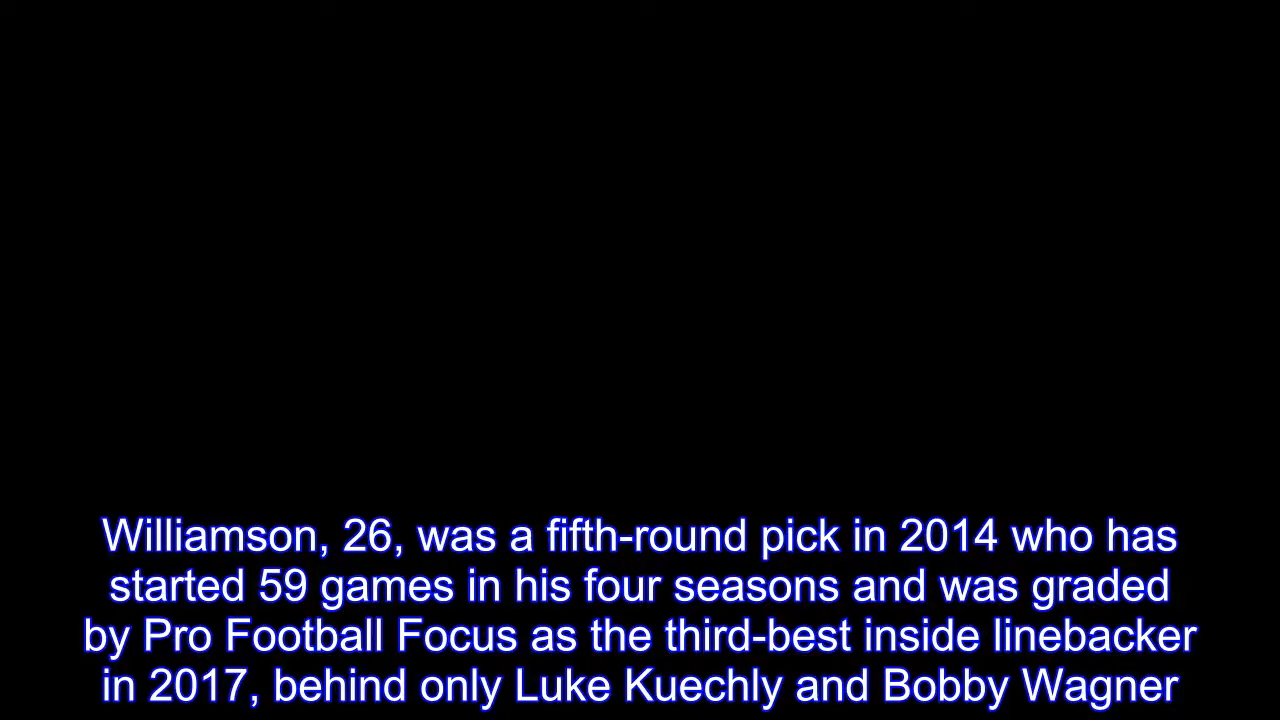 Williamson, 26, was a fifth-round pick in 2014 who has
started 59 games in his four seasons and was graded
by Pro Football Focus as the third-best inside linebacker
in 2017, behind only Luke Kuechly and Bobby Wagner